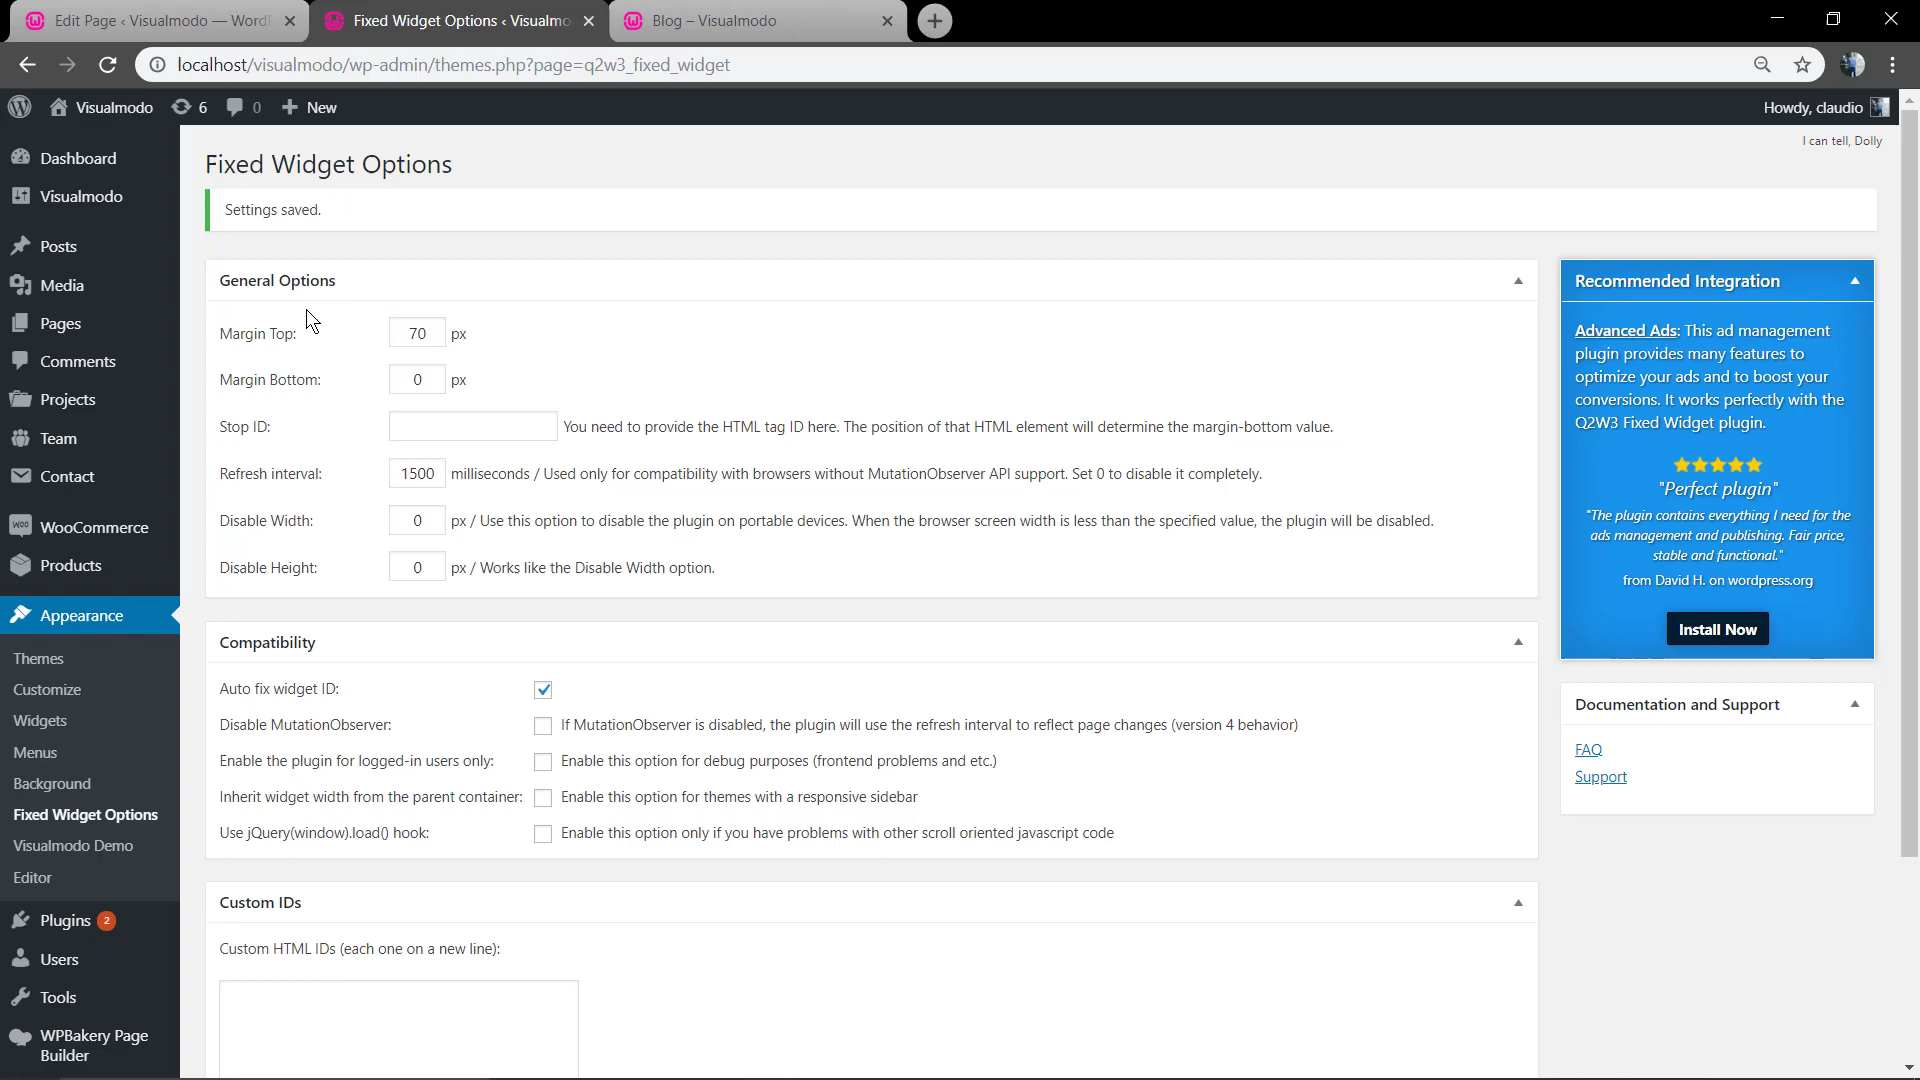 Edit Page ‹ Visualmodo — WordP
Fixed Widget Options ‹ Visualmo
Blog – Visualmodo
localhost/visualmodo/wp-admin/themes.php?page=q2w3_fixed_widget
Visualmodo
6
0
New
Howdy, claudio
I can tell, Dolly
Dashboard
Visualmodo
Posts
Media
Pages
Comments
Projects
Team
Contact
WooCommerce
Products
Appearance
Themes
Customize
Widgets
Menus
Background
Fixed Widget Options
Visualmodo Demo
Editor
Plugins 2
Users
Tools
WPBakery Page
Builder
Fixed Widget Options
Settings saved.
General Options
Margin Top: 70 px
Margin Bottom: 0 px
Stop ID: You need to provide the HTML tag ID here. The position of that HTML element will determine the margin-bottom value.
Refresh interval: 1500 milliseconds / Used only for compatibility with browsers without MutationObserver API support. Set 0 to disable it completely.
Disable Width: 0 px / Use this option to disable the plugin on portable devices. When the browser screen width is less than the specified value, the plugin will be disabled.
Disable Height: 0 px / Works like the Disable Width option.
Compatibility
Auto fix widget ID:
Disable MutationObserver: If MutationObserver is disabled, the plugin will use the refresh interval to reflect page changes (version 4 behavior)
Enable the plugin for logged-in users only: Enable this option for debug purposes (frontend problems and etc.)
Inherit widget width from the parent container: Enable this option for themes with a responsive sidebar
Use jQuery(window).load() hook: Enable this option only if you have problems with other scroll oriented javascript code
Custom IDs
Custom HTML IDs (each one on a new line):
Recommended Integration
Advanced Ads: This ad management
plugin provides many features to
optimize your ads and to boost your
conversions. It works perfectly with the
Q2W3 Fixed Widget plugin.
"Perfect plugin"
"The plugin contains everything I need for the
ads management and publishing. Fair price,
stable and functional."
from David H. on wordpress.org
Install Now
Documentation and Support
FAQ
Support